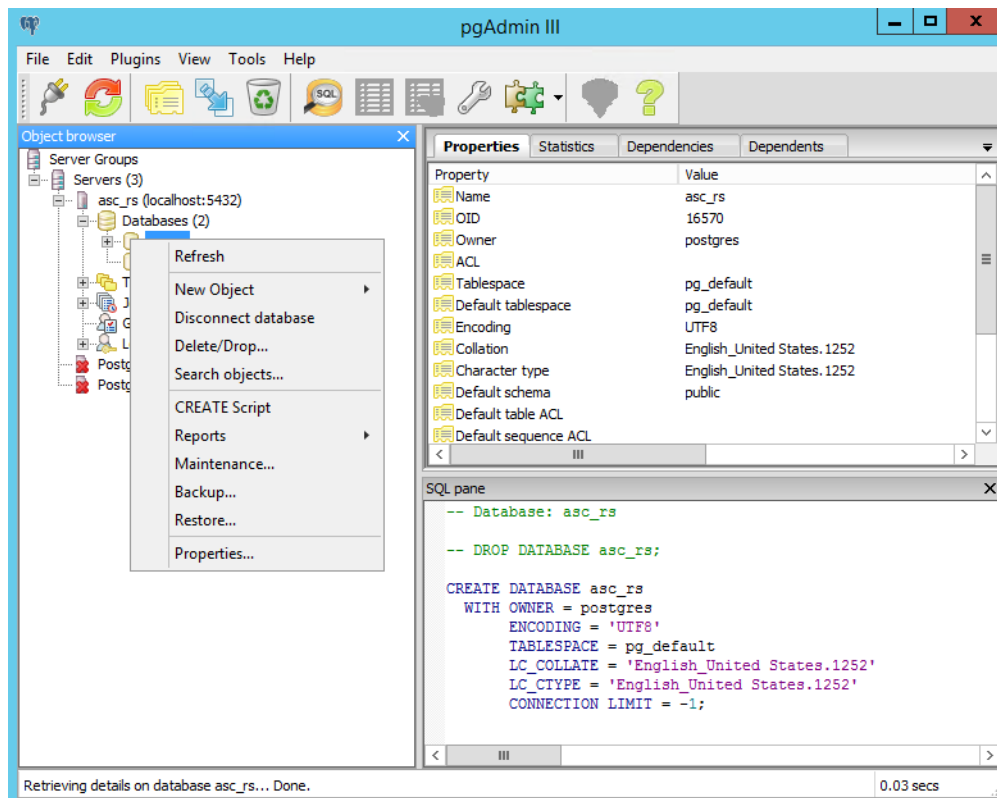 pgAdmin III
File Edit Plugins View Tools Help
SQL
Object browser
Server Groups
Servers (3)
asc_rs (localhost:5432)
Databases (2)
T
J
G
L
Postg
Postg
Refresh
New Object
Disconnect database
Delete/Drop...
Search objects...
CREATE Script
Reports
Maintenance...
Backup...
Restore...
Properties...
Properties Statistics Dependencies Dependents
Property Value
Name asc_rs
OID 16570
Owner postgres
ACL
Tablespace pg_default
Default tablespace pg_default
Encoding UTF8
Collation English_United States.1252
Character type English_United States.1252
Default schema public
Default table ACL
Default sequence ACL
SQL pane
-- Database: asc_rs
-- DROP DATABASE asc_rs;
CREATE DATABASE asc_rs
WITH OWNER = postgres
ENCODING = 'UTF8'
TABLESPACE = pg_default
LC_COLLATE = 'English_United States.1252'
LC_CTYPE = 'English_United States.1252'
CONNECTION LIMIT = -1;
Retrieving details on database asc_rs... Done. 0.03 secs